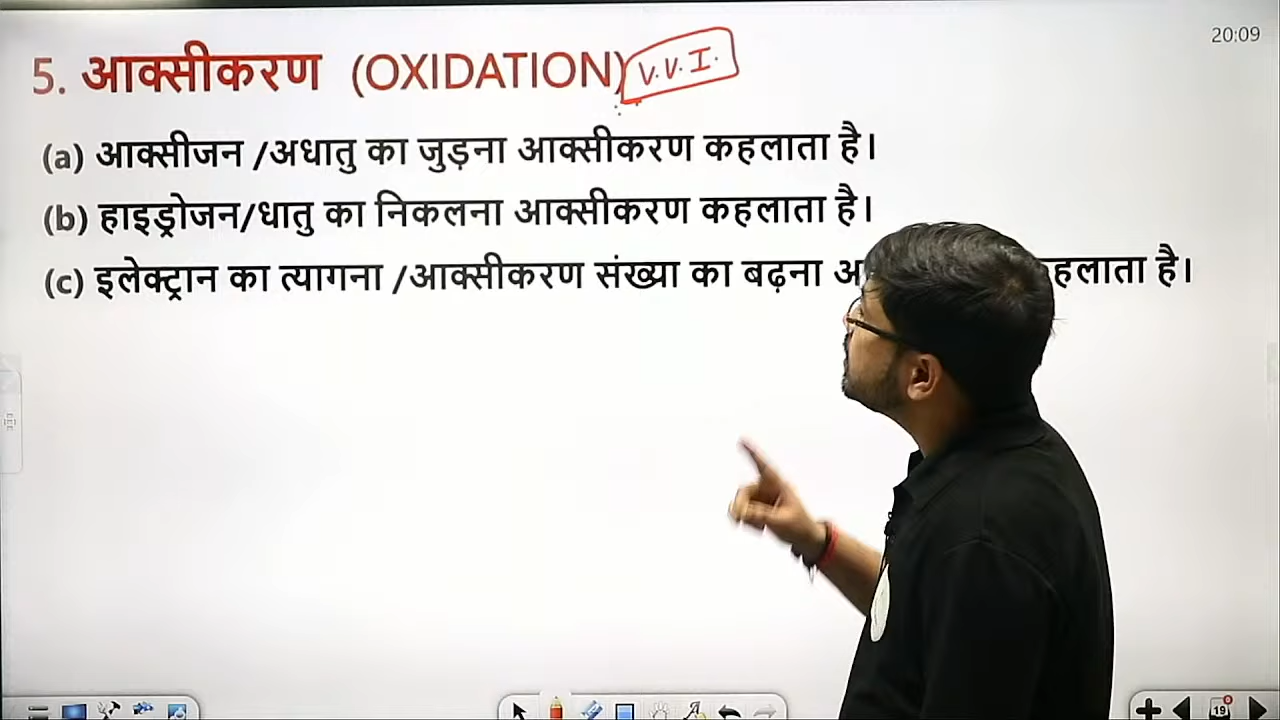 20:09
5. आक्सीकरण (OXIDATION) V.V.I.
(a) आक्सीजन /अधातु का जुड़ना आक्सीकरण कहलाता है।
(b) हाइड्रोजन/धातु का निकलना आक्सीकरण कहलाता है।
(c) इलेक्ट्रान का त्यागना /आक्सीकरण संख्या का बढ़ना है।
19